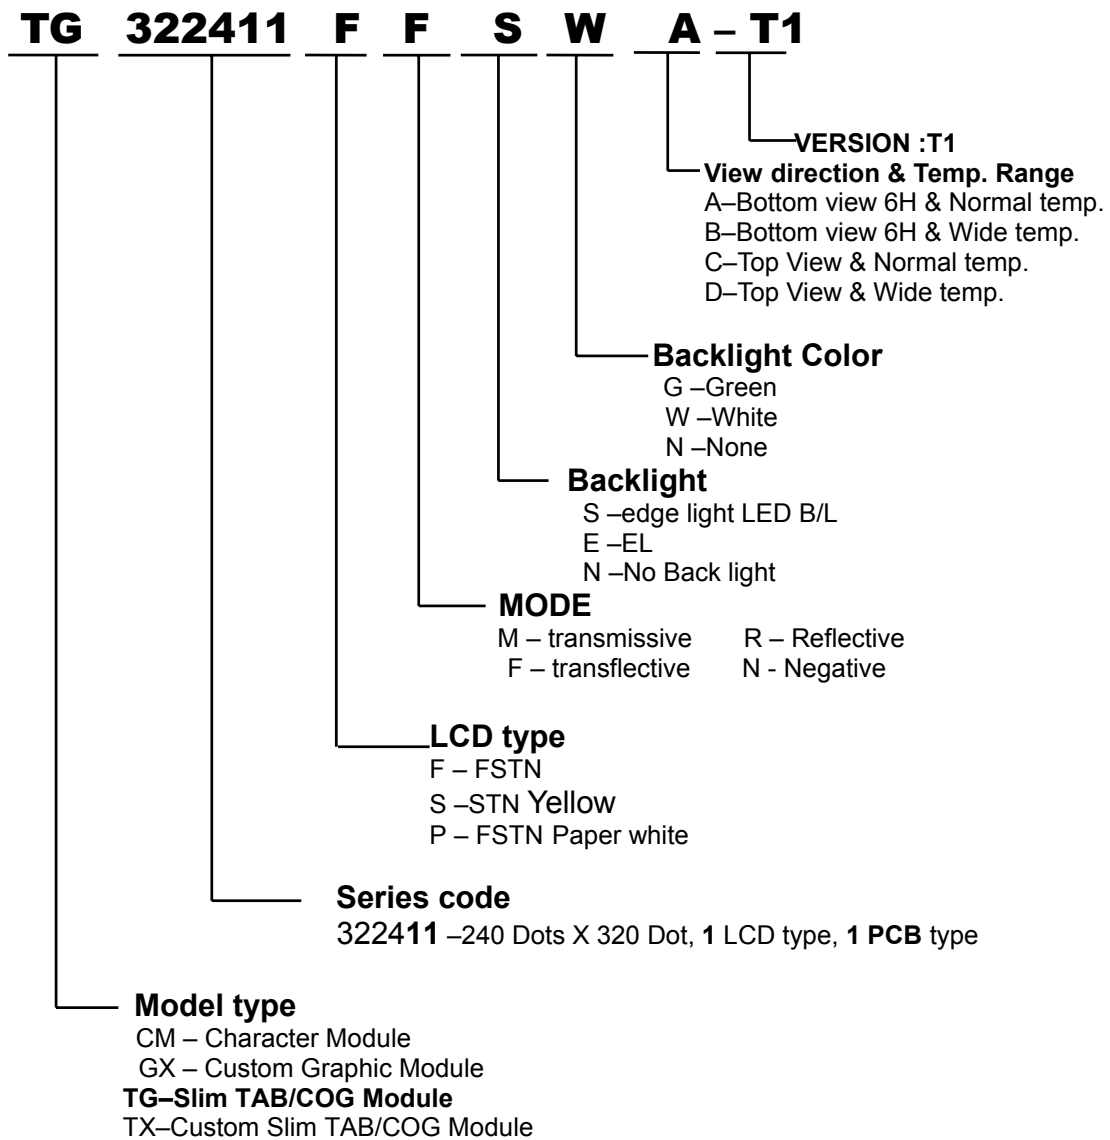 TG 322411 F F S W A – T1
VERSION :T1
View direction & Temp. Range
A–Bottom view 6H & Normal temp.
B–Bottom view 6H & Wide temp.
C–Top View & Normal temp.
D–Top View & Wide temp.
Backlight Color
G –Green
W –White
N –None
Backlight
S –edge light LED B/L
E –EL
N –No Back light
MODE
M – transmissive R – Reflective
F – transflective N - Negative
LCD type
F – FSTN
S –STN Yellow
P – FSTN Paper white
Series code
322411 –240 Dots X 320 Dot, 1 LCD type, 1 PCB type
Model type
CM – Character Module
GX – Custom Graphic Module
TG–Slim TAB/COG Module
TX–Custom Slim TAB/COG Module